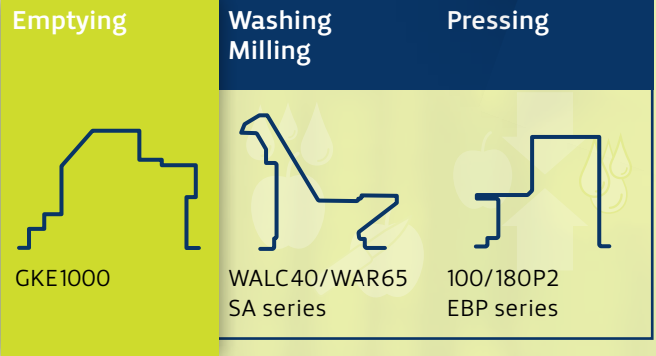 Emptying
Washing
Milling
Pressing
GKE1000
WALC40/WAR65
SA series
100/180P2
EBP series